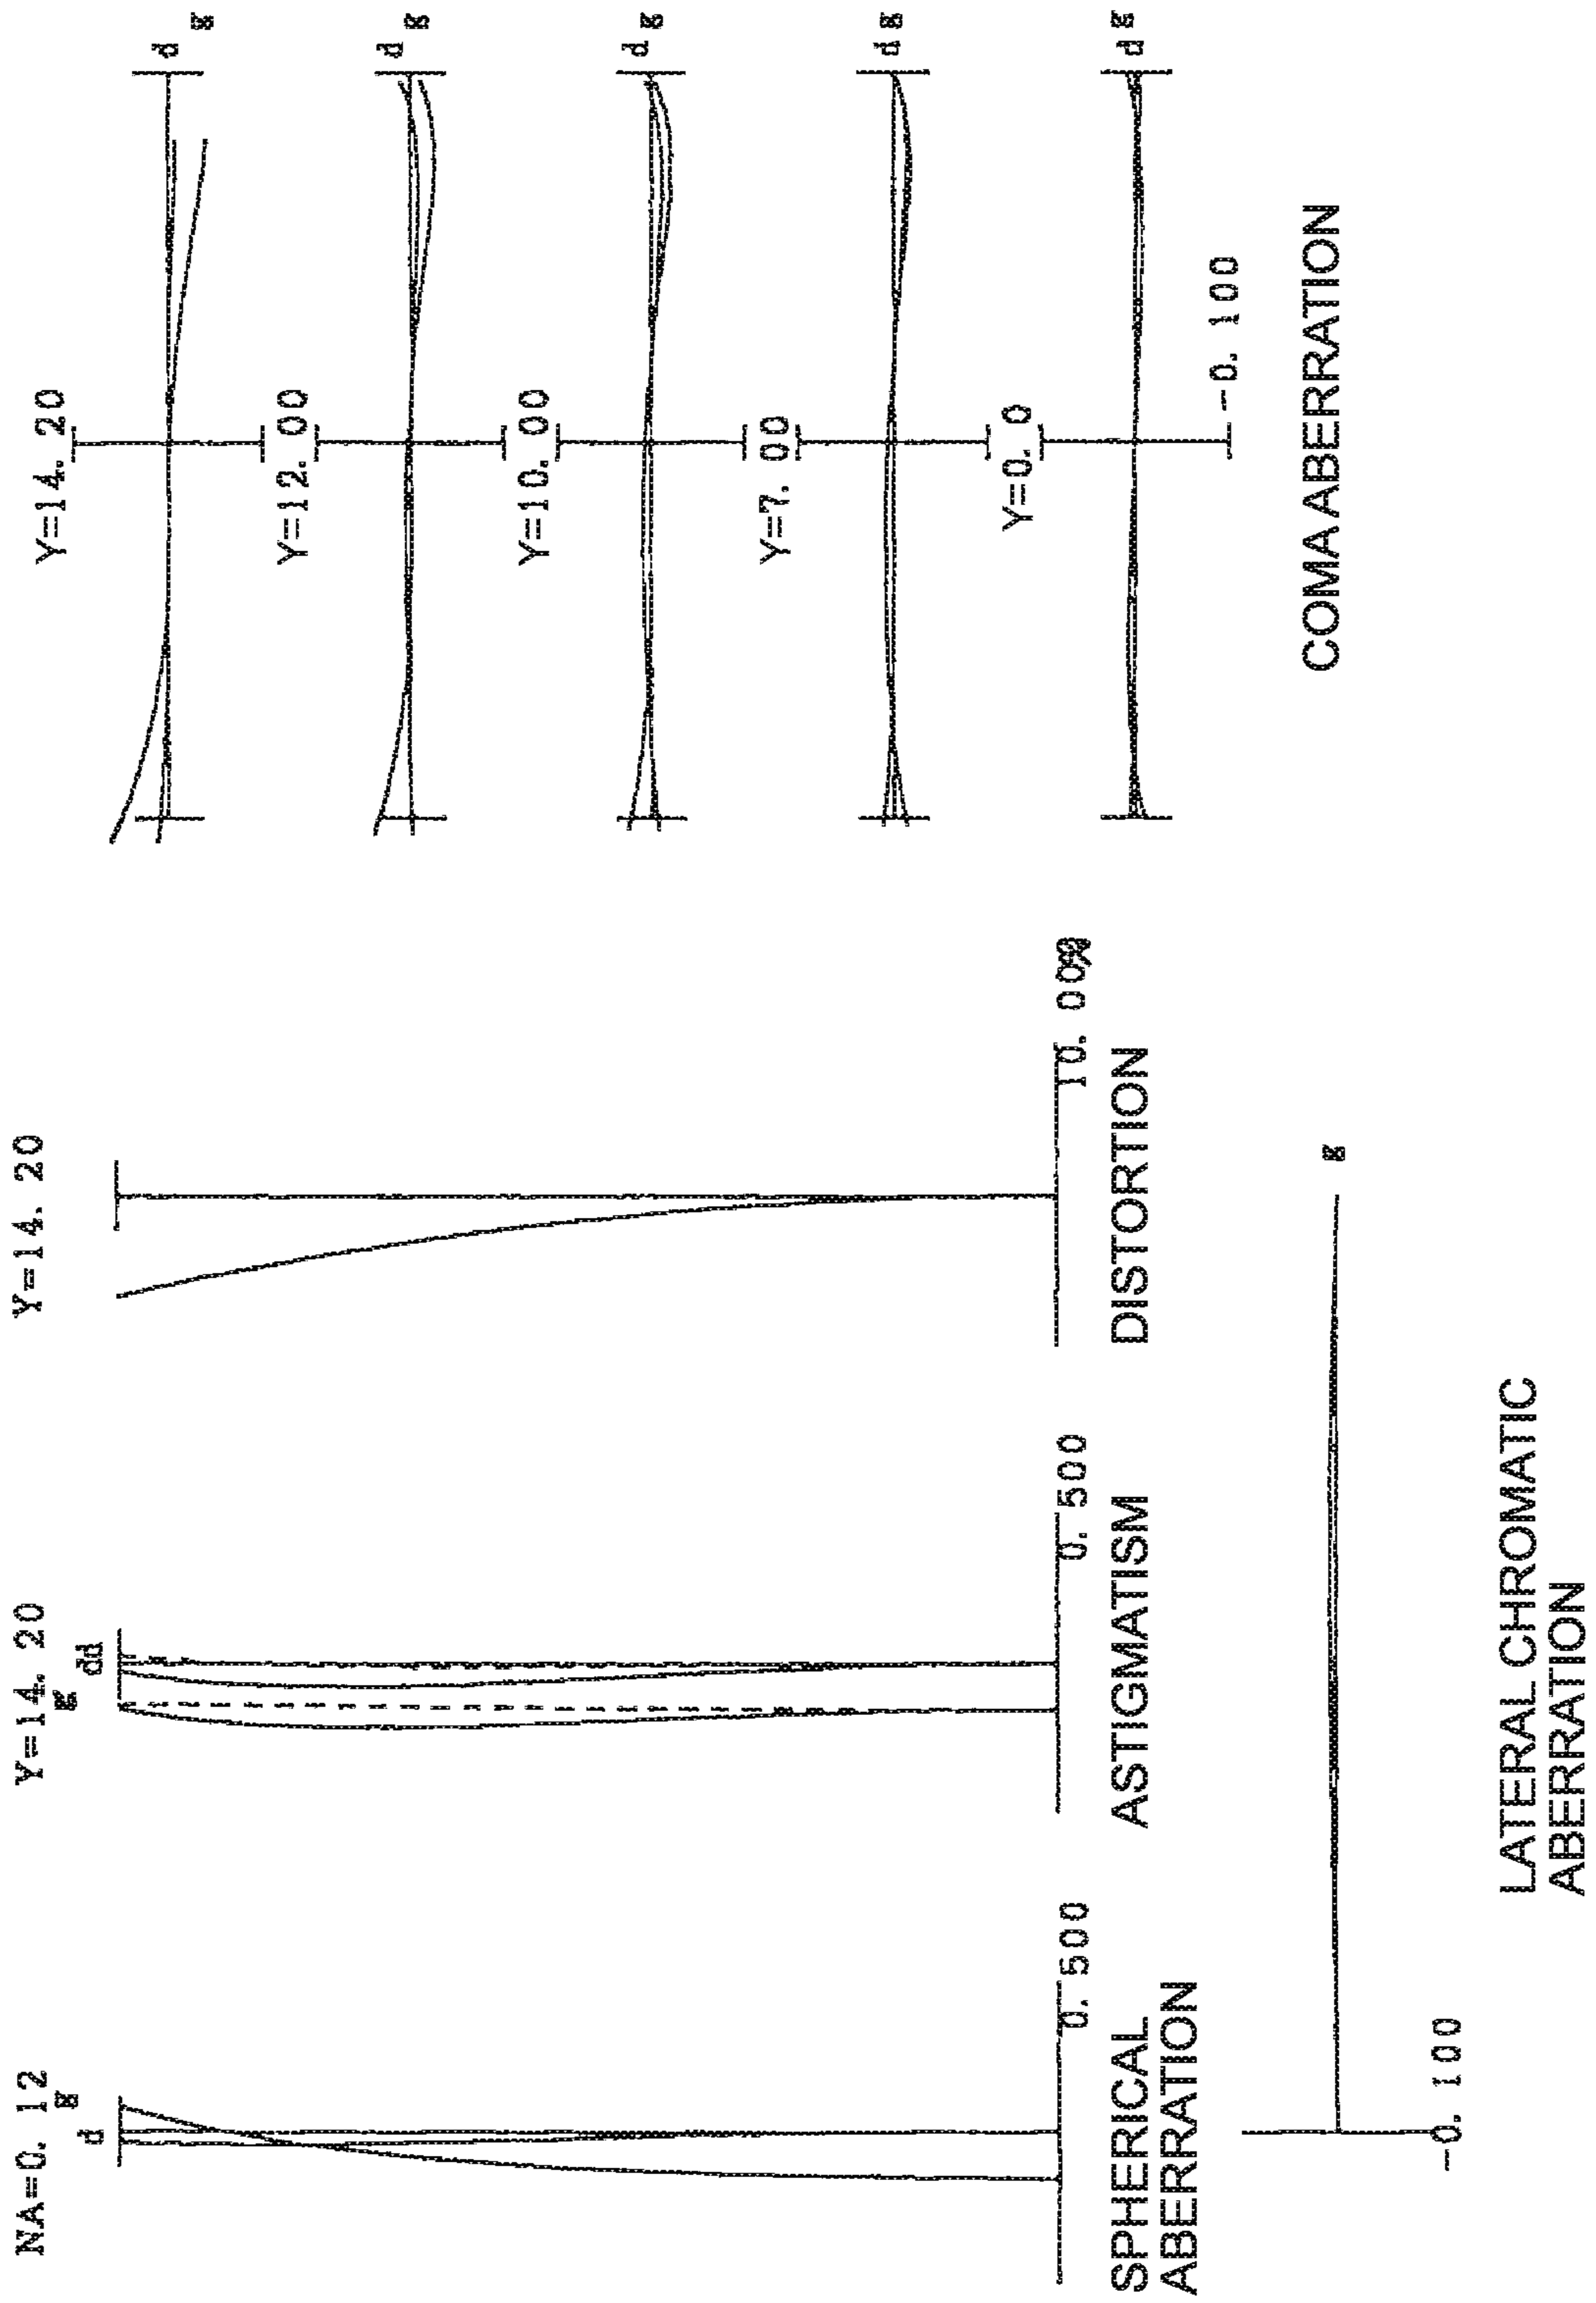 NA=0. 12
d
g
0. 500
SPHERICAL
ABERRATION
Y=14. 20
g
dd
0. 500
ASTIGMATISM
Y=14. 20
10. 00%
DISTORTION
Y=14. 20
d
g
Y=12. 00
d
g
Y=10. 00
d
g
Y=7. 00
d
g
Y=0. 0
d
g
-0. 100
COMA ABERRATION
g
-0. 100
LATERAL CHROMATIC
ABERRATION